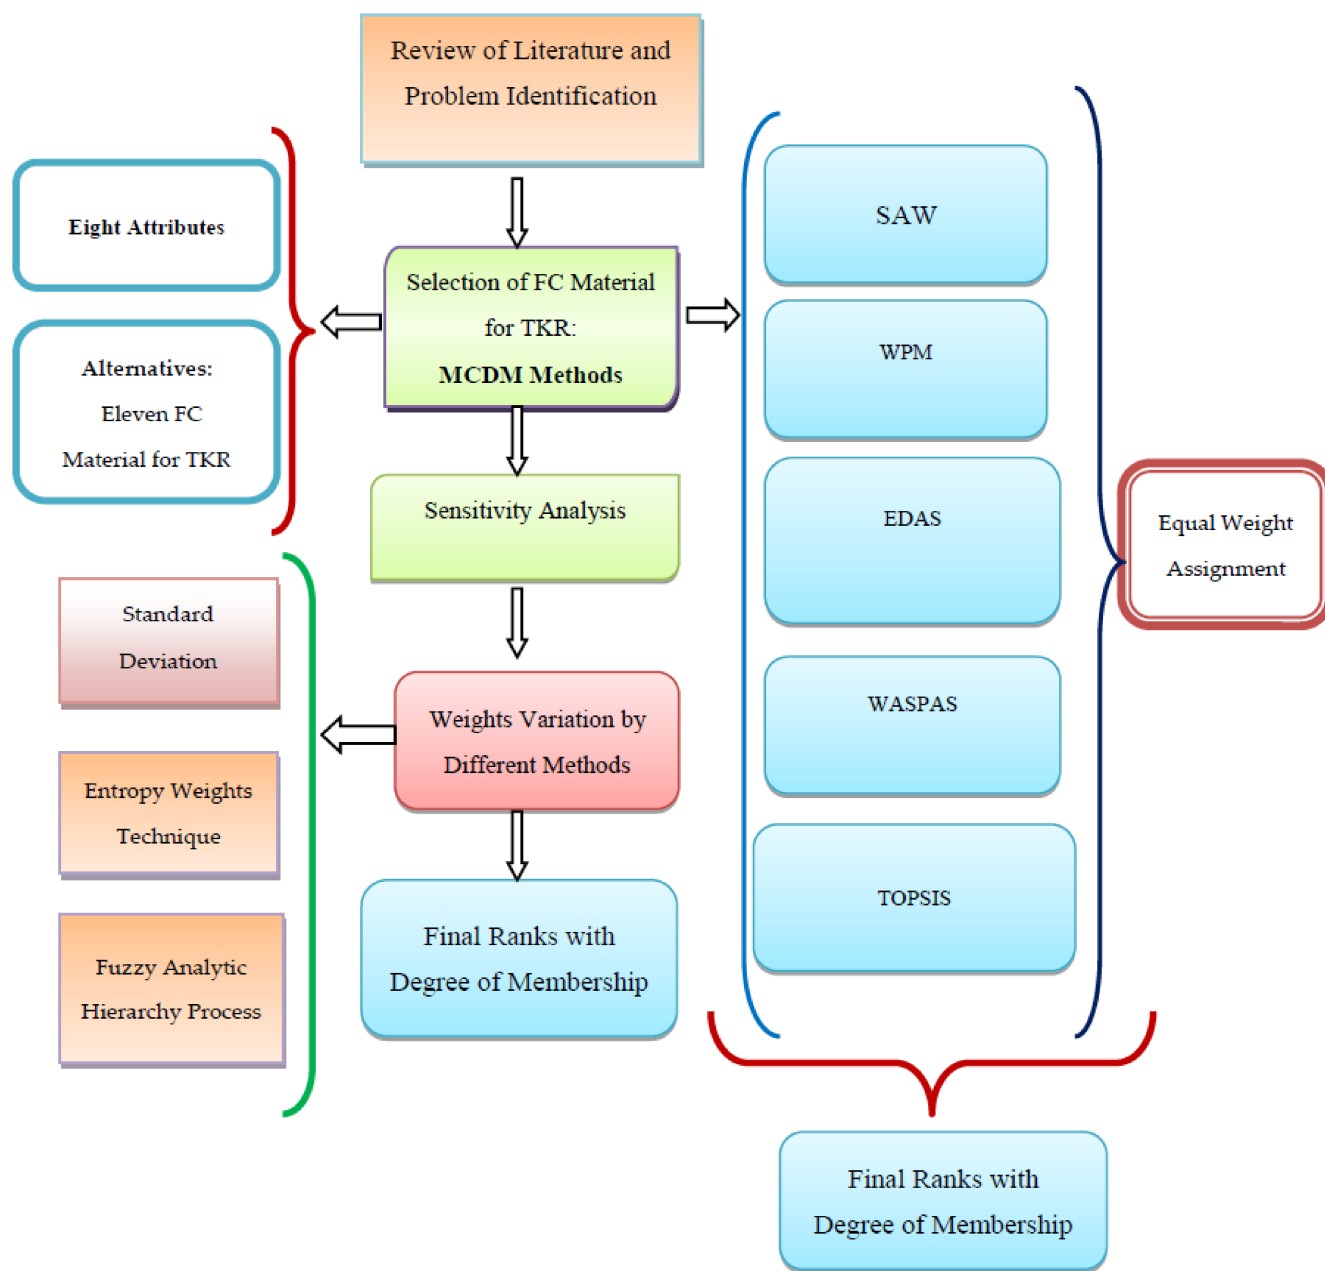 Review of Literature and
Problem Identification
Eight Attributes
Alternatives:
Eleven FC
Material for TKR
Selection of FC Material
for TKR:
MCDM Methods
Sensitivity Analysis
Weights Variation by
Different Methods
Final Ranks with
Degree of Membership
Standard
Deviation
Entropy Weights
Technique
Fuzzy Analytic
Hierarchy Process
SAW
WPM
EDAS
WASPAS
TOPSIS
Equal Weight
Assignment
Final Ranks with
Degree of Membership